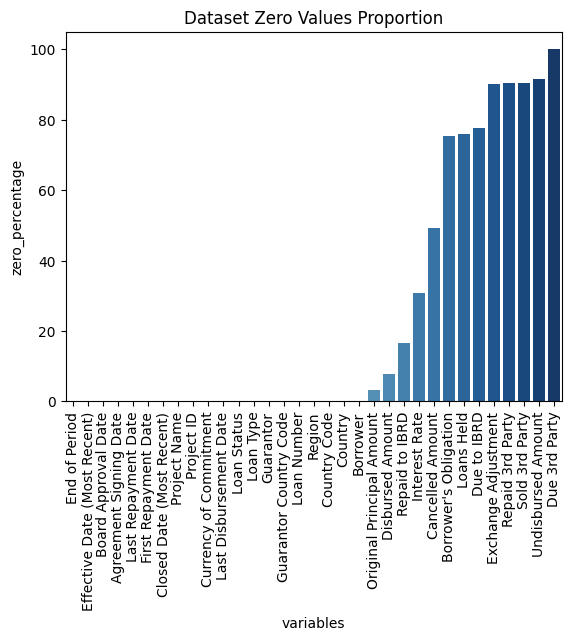 Dataset Zero Values Proportion
zero_percentage
100
80
60
40
20
0
End of Period
Effective Date (Most Recent)
Board Approval Date
Agreement Signing Date
Last Repayment Date
First Repayment Date
Closed Date (Most Recent)
Project Name
Project ID
Currency of Commitment
Last Disbursement Date
Loan Status
Loan Type
Guarantor
Guarantor Country Code
Loan Number
Region
Country Code
Country
Borrower
Original Principal Amount
Disbursed Amount
Repaid to IBRD
Interest Rate
Cancelled Amount
Borrower's Obligation
Loans Held
Due to IBRD
Exchange Adjustment
Repaid 3rd Party
Sold 3rd Party
Undisbursed Amount
Due 3rd Party
variables